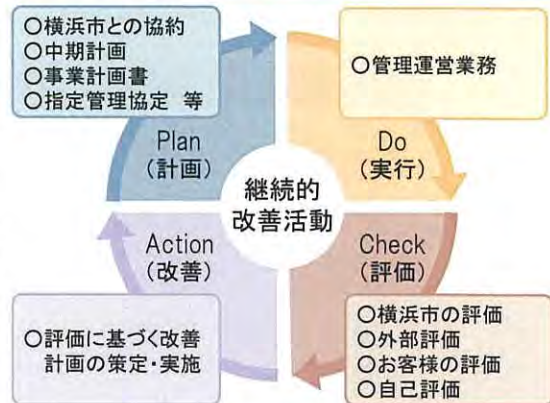 ○横浜市との協約
○中期計画
○事業計画書
○指定管理協定 等
○管理運営業務
Plan
(計画)
Do
(実行)
継続的
改善活動
Action
(改善)
Check
(評価)
○評価に基づく改善
計画の策定・実施
○横浜市の評価
○外部評価
○お客様の評価
○自己評価